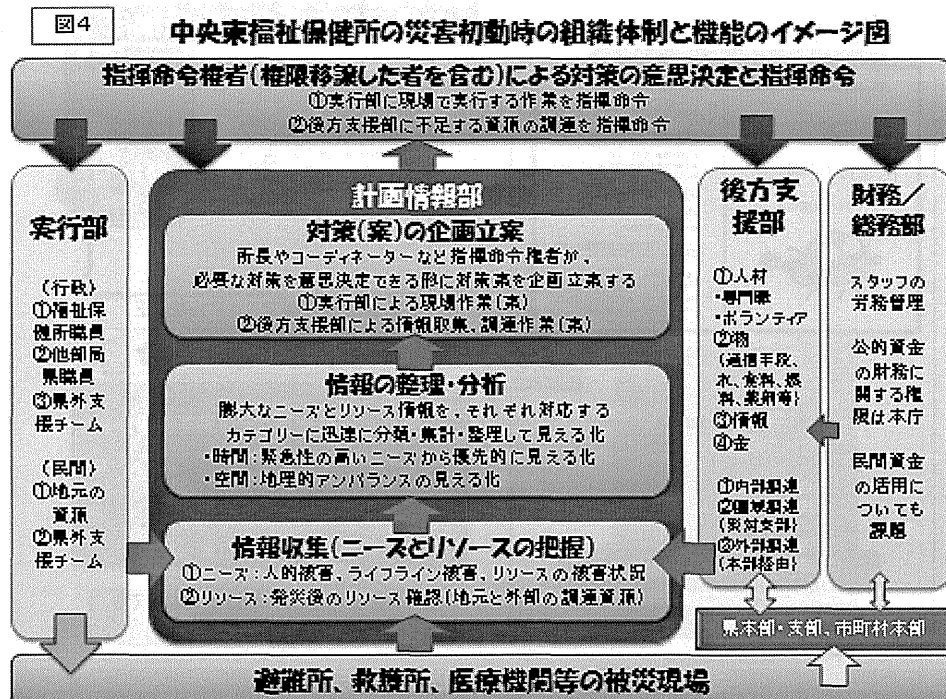 図4
中央東福祉保健所の災害初動時の組織体制と機能のイメージ図
指揮命令権者(権限移譲した者を含む)による対策の意思決定と指揮命令
①実行部に現場で実行する作業を指揮命令
②後方支援部に不足する資源の調達を指揮命令
実行部
(行政)
①福祉保
健所職員
②他部局
県職員
③県外支
援チーム
(民間)
①地元の
資源
②県外支
援チーム
計画情報部
対策(案)の企画立案
所長やコーディネーターなど指揮命令権者が、
必要な対策を意思決定できる形に対策案を企画立案する
①実行部による現場作業(案)
②後方支援部による情報収集、調達作業(案)
情報の整理・分析
膨大なニーズとリソース情報を、それぞれ対応する
カテゴリーに迅速に分類・集計・整理して見える化
・時間:緊急性の高いニーズから優先的に見える化
・空間:地理的アンバランスの見える化
情報収集(ニーズとリソースの把握)
①ニーズ:人的被害、ライフライン被害、リソースの被害状況
②リソース:発災後のリソース確認(地元と外部の調達資源)
後方支
援部
①人材
・専門職
・ボランティア
②物
(通信手段、
水、食料、燃
料、薬剤等)
③情報
④金
①内部調達
②圏域調達
(災対支部)
③外部調達
(本部経由)
財務/
総務部
スタッフの
労務管理
公的資金
の財務に
関する権
限は本庁
民間資金
の活用に
ついても
課題
県本部・支部、市町村本部
避難所、救護所、医療機関等の被災現場